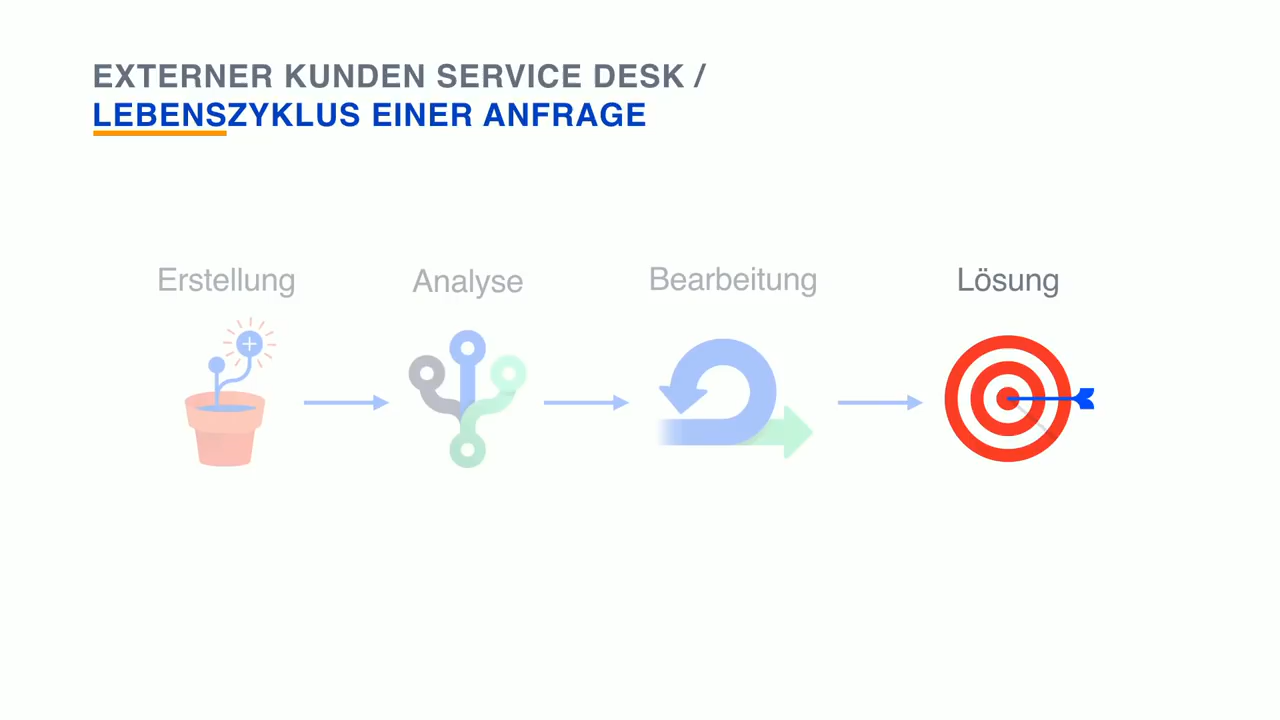 EXTERNER KUNDEN SERVICE DESK /
LEBENSZYKLUS EINER ANFRAGE
Erstellung
Analyse
Bearbeitung
Lösung